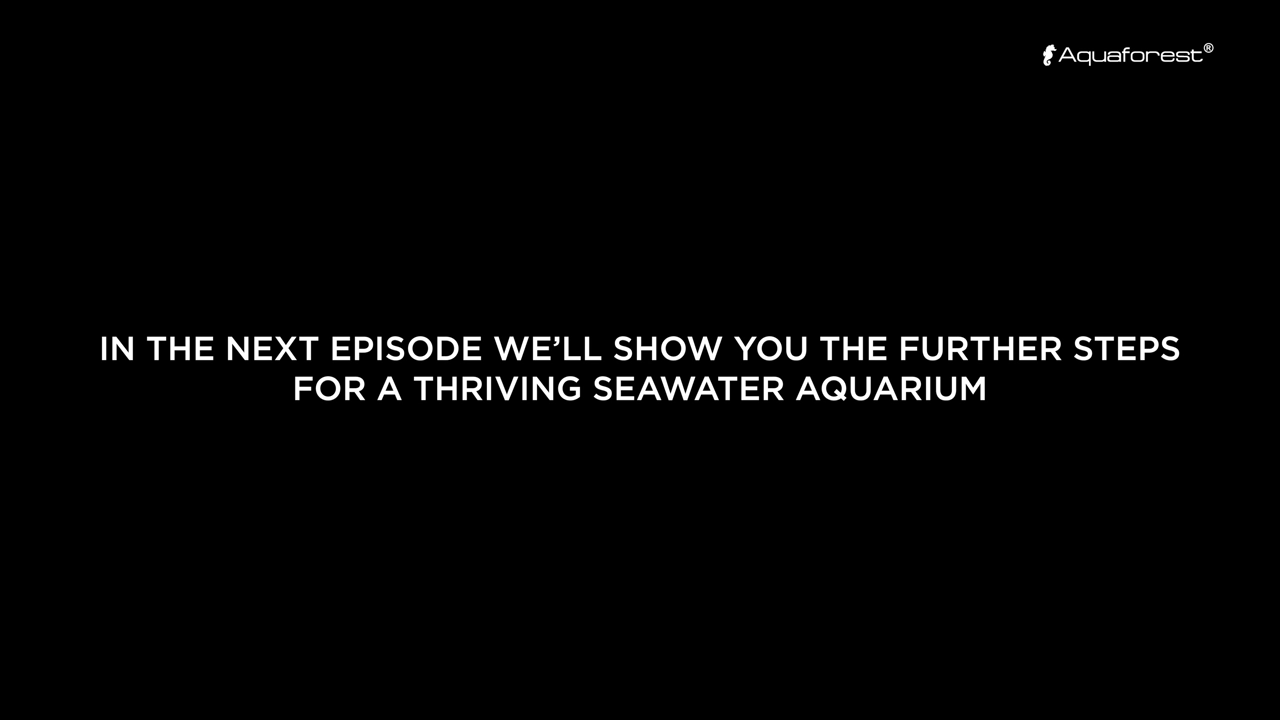 Aquaforest®
IN THE NEXT EPISODE WE’LL SHOW YOU THE FURTHER STEPS
FOR A THRIVING SEAWATER AQUARIUM